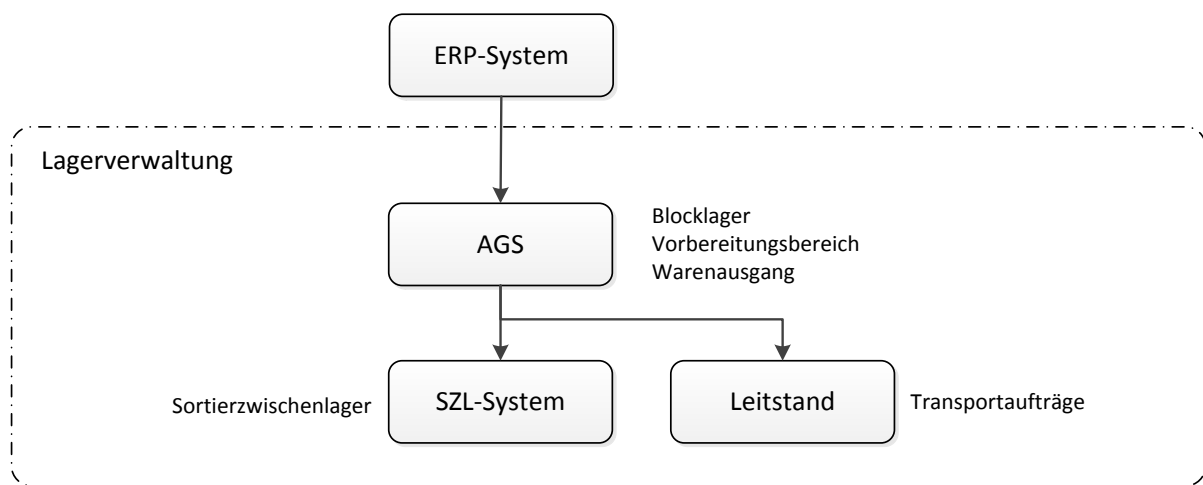 ERP-System
Lagerverwaltung
AGS
Blocklager
Vorbereitungsbereich
Warenausgang
Sortierzwischenlager
SZL-System
Leitstand
Transportaufträge